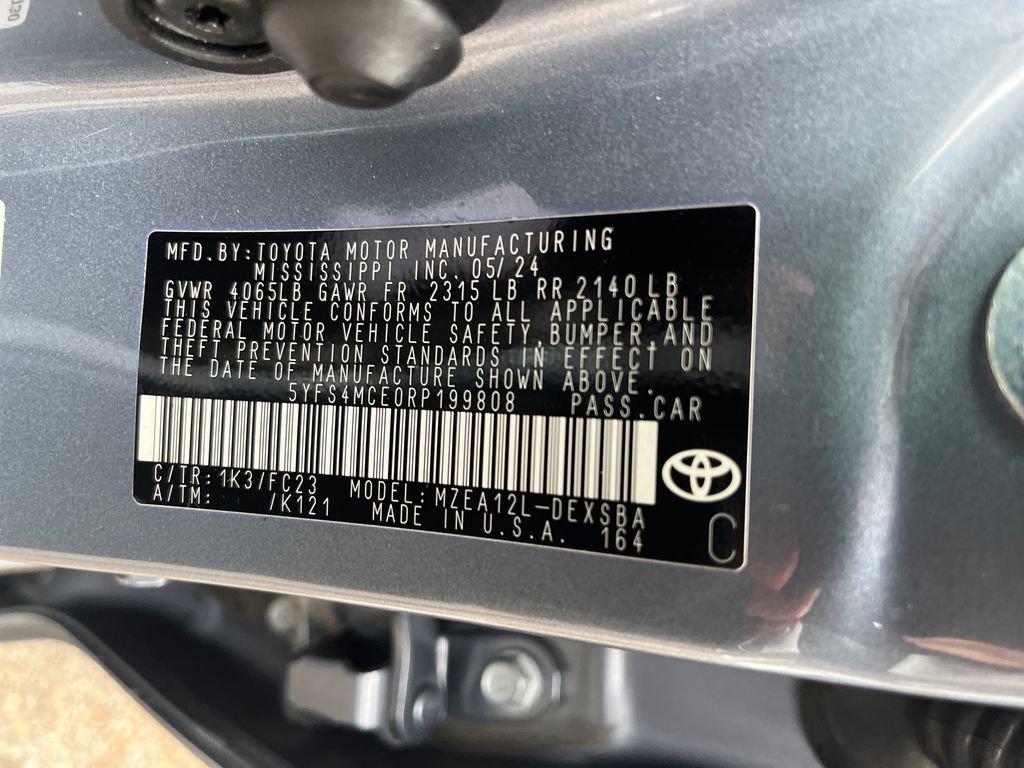 MFD.BY:TOYOTA MOTOR MANUFACTURING
MISSISSIPPI INC. 05/24
GVWR 4065LB GAWR FR 2315 LB RR 2140 LB
THIS VEHICLE CONFORMS TO ALL APPLICABLE
FEDERAL MOTOR VEHICLE SAFETY,BUMPER,AND
THEFT PREVENTION STANDARDS IN EFFECT ON
THE DATE OF MANUFACTURE SHOWN ABOVE.
5YFS4MCE0RP199808 PASS.CAR
C/TR:1K3/FC23 MODEL:MZEA12L-DEXSBA
A/TM: /K121 MADE IN U.S.A. 164
C